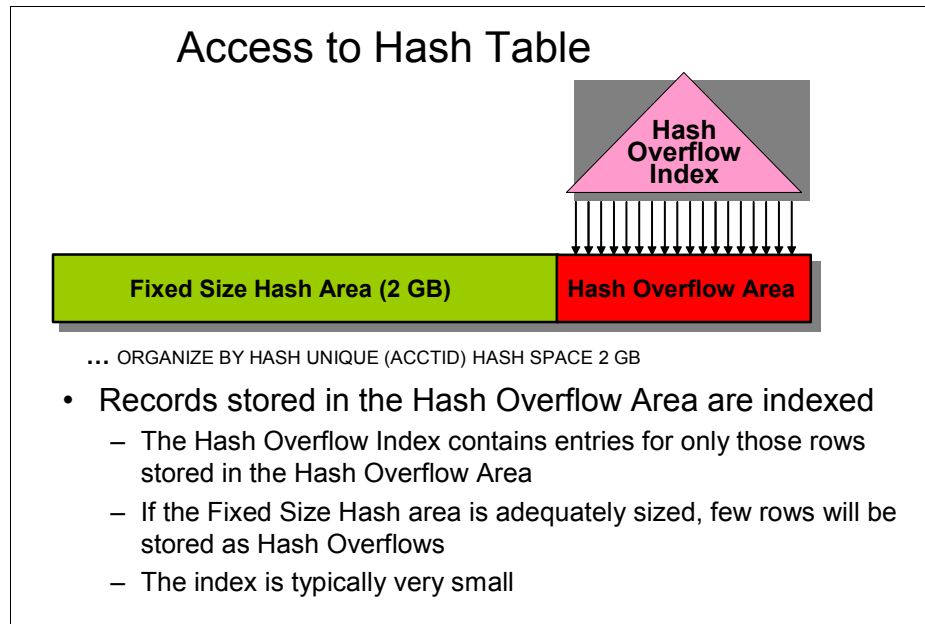 Access to Hash Table
Hash
Overflow
Index
Fixed Size Hash Area (2 GB)
Hash Overflow Area
... ORGANIZE BY HASH UNIQUE (ACCTID) HASH SPACE 2 GB
• Records stored in the Hash Overflow Area are indexed
– The Hash Overflow Index contains entries for only those rows
stored in the Hash Overflow Area
– If the Fixed Size Hash area is adequately sized, few rows will be
stored as Hash Overflows
– The index is typically very small